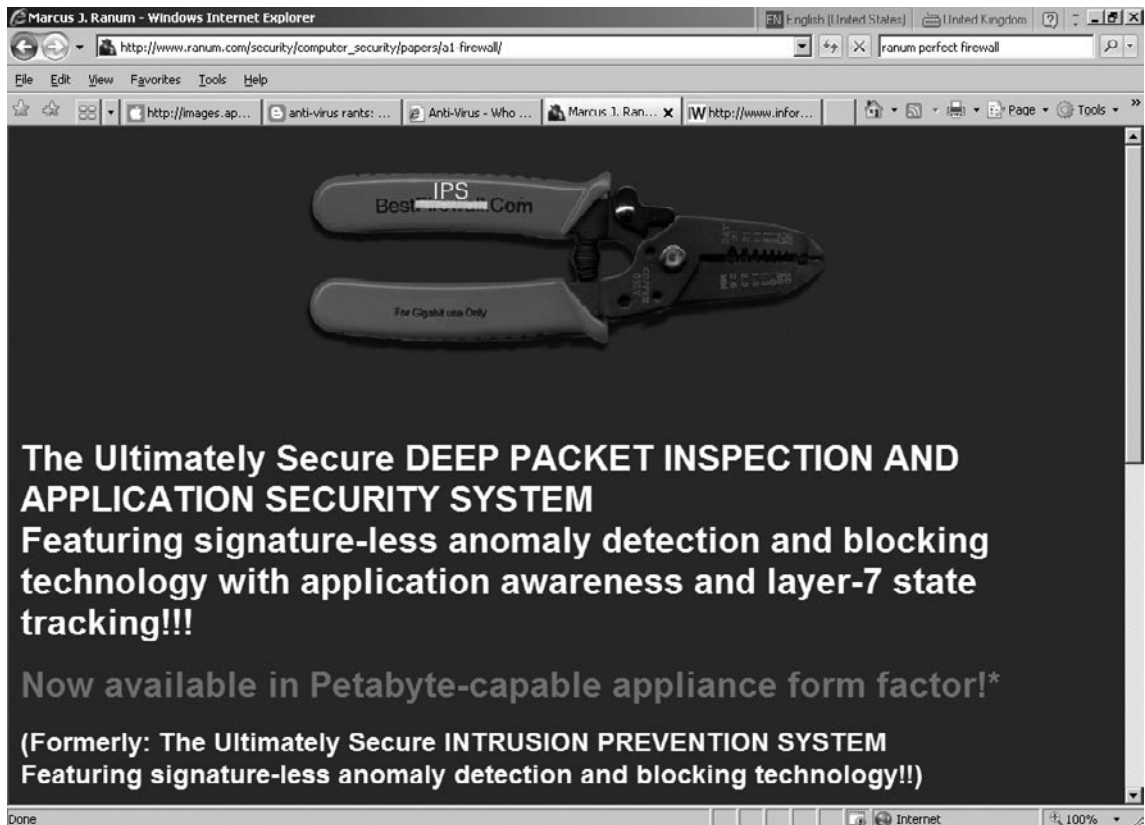 Marcus J. Ranum - Windows Internet Explorer
EN English (United States) United Kingdom
http://www.ranum.com/security/computer_security/papers/a1-firewall/
ranum perfect firewall
File Edit View Favorites Tools Help
http://images.ap... anti-virus rants: ... Anti-Virus - Who ... Marcus J. Ran... http://www.infor... Page Tools
IPS
BestFirewall.Com
For Gigabit use Only
COPPER ONLY
The Ultimately Secure DEEP PACKET INSPECTION AND
APPLICATION SECURITY SYSTEM
Featuring signature-less anomaly detection and blocking
technology with application awareness and layer-7 state
tracking!!!
Now available in Petabyte-capable appliance form factor!*
(Formerly: The Ultimately Secure INTRUSION PREVENTION SYSTEM
Featuring signature-less anomaly detection and blocking technology!!)
Done Internet 100%